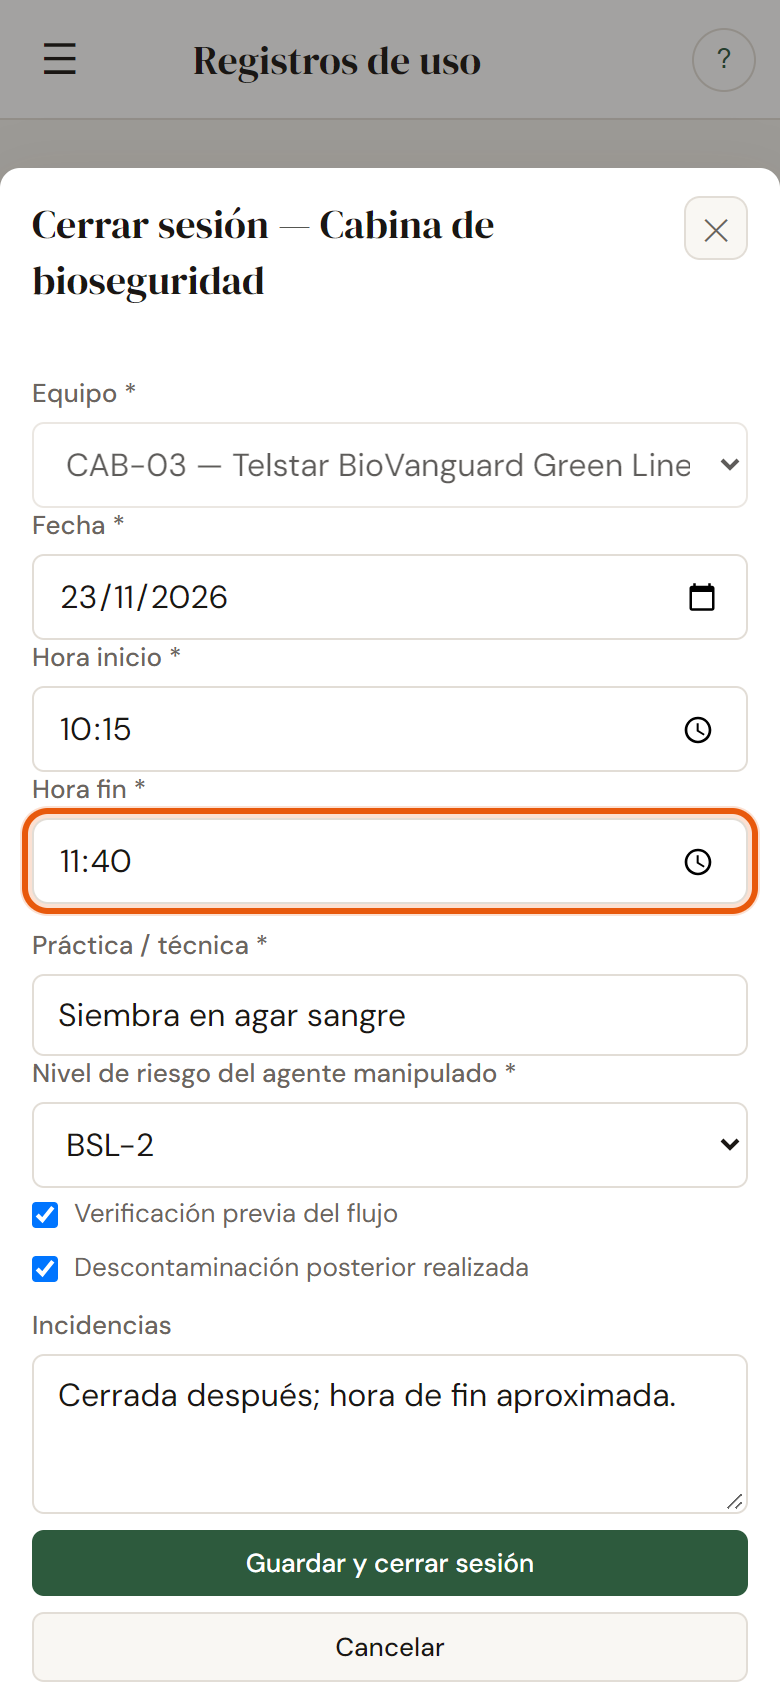 Registros de uso
?
Cerrar sesión — Cabina de
bioseguridad
Equipo *
CAB-03 — Telstar BioVanguard Green Line
Fecha *
23/11/2026
Hora inicio *
10:15
Hora fin *
11:40
Práctica / técnica *
Siembra en agar sangre
Nivel de riesgo del agente manipulado *
BSL-2
Verificación previa del flujo
Descontaminación posterior realizada
Incidencias
Cerrada después; hora de fin aproximada.
Guardar y cerrar sesión
Cancelar